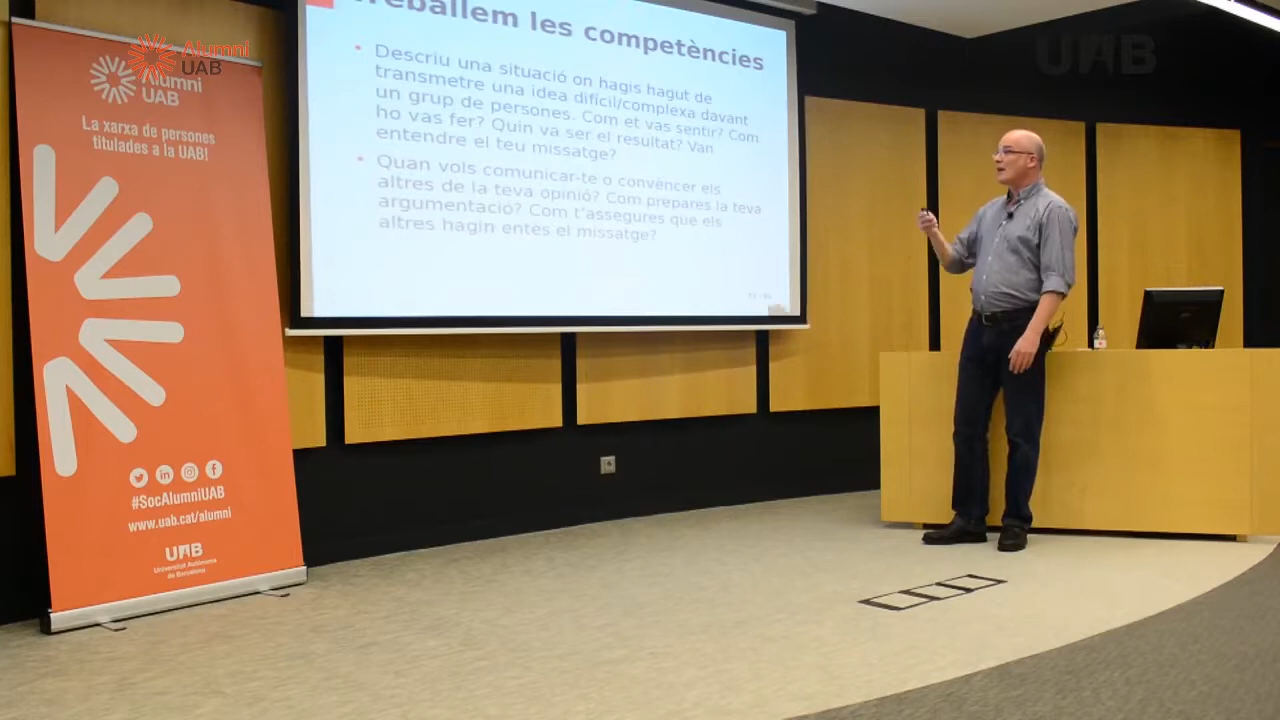 Alumni
UAB
Alumni
UAB
La xarxa de persones
titulades a la UAB!
#SocAlumniUAB
www.uab.cat/alumni
UAB
Universitat Autònoma
de Barcelona
Treballem les competències
Descriu una situació on hagis hagut de
transmetre una idea difícil/complexa davant
un grup de persones. Com et vas sentir? Com
ho vas fer? Quin va ser el resultat? Van
entendre el teu missatge?
Quan vols comunicar-te o convèncer els
altres de la teva opinió? Com prepares la teva
argumentació? Com t'assegures que els
altres hagin entès el missatge?
UAB